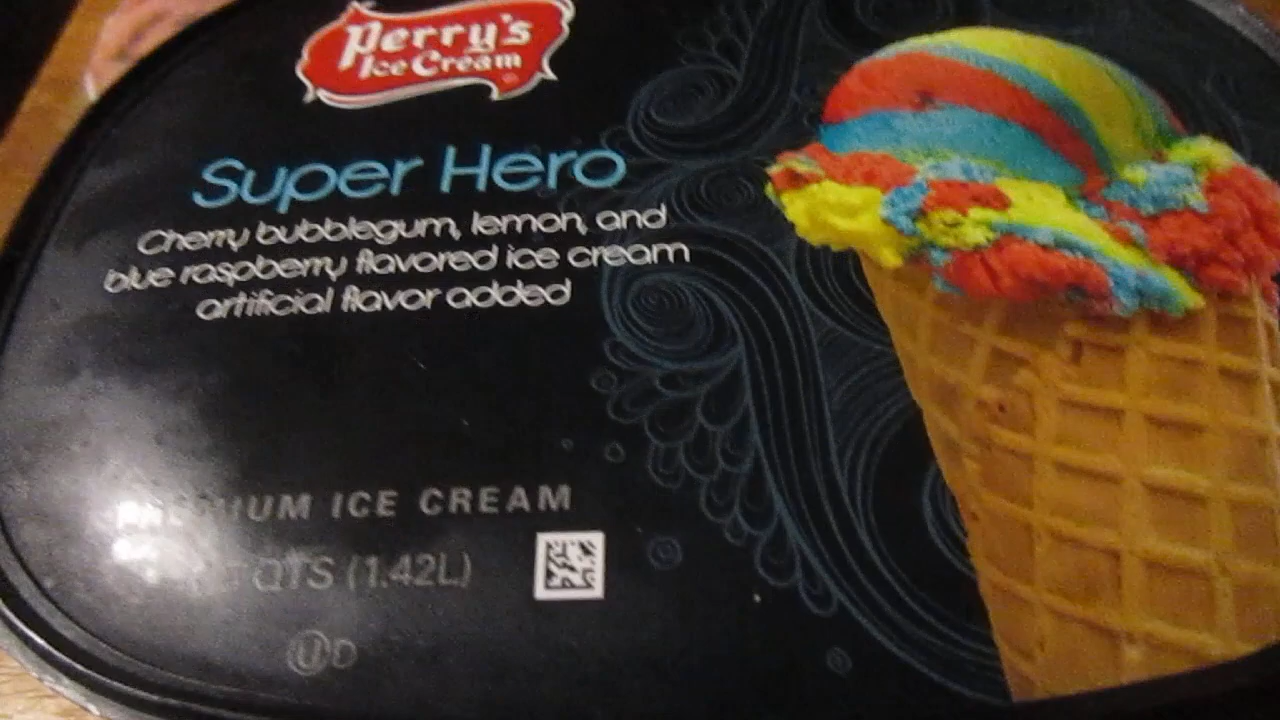 Perry's
Ice Cream
Super Hero
Cherry bubblegum, lemon, and
blue raspberry flavored ice cream
artificial flavor added
PREMIUM ICE CREAM
QTS (1.42L)
UD